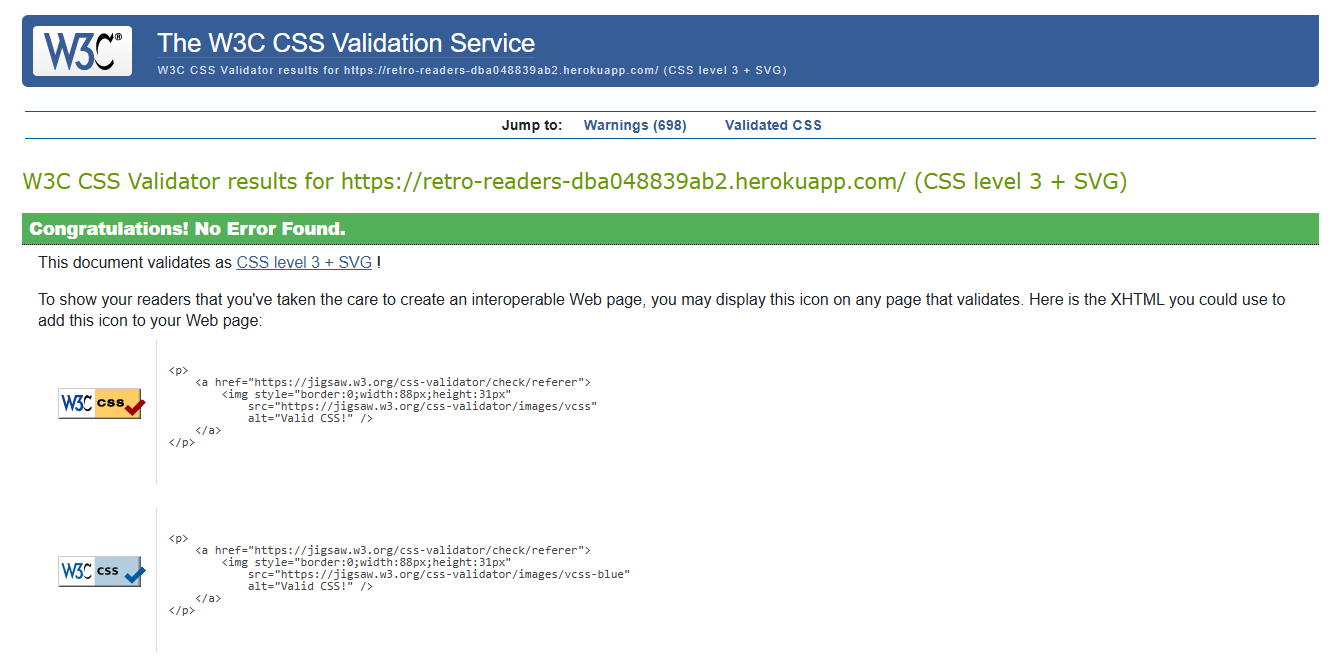 W3C® The W3C CSS Validation Service
W3C CSS Validator results for https://retro-readers-dba048839ab2.herokuapp.com/ (CSS level 3 + SVG)
Jump to: Warnings (698) Validated CSS
W3C CSS Validator results for https://retro-readers-dba048839ab2.herokuapp.com/ (CSS level 3 + SVG)
Congratulations! No Error Found.
This document validates as CSS level 3 + SVG !
To show your readers that you've taken the care to create an interoperable Web page, you may display this icon on any page that validates. Here is the XHTML you could use to
add this icon to your Web page:
W3C css
<p>
<a href="https://jigsaw.w3.org/css-validator/check/referer">
<img style="border:0;width:88px;height:31px"
src="https://jigsaw.w3.org/css-validator/images/vcss"
alt="Valid CSS!" />
</a>
</p>
W3C css
<p>
<a href="https://jigsaw.w3.org/css-validator/check/referer">
<img style="border:0;width:88px;height:31px"
src="https://jigsaw.w3.org/css-validator/images/vcss-blue"
alt="Valid CSS!" />
</a>
</p>